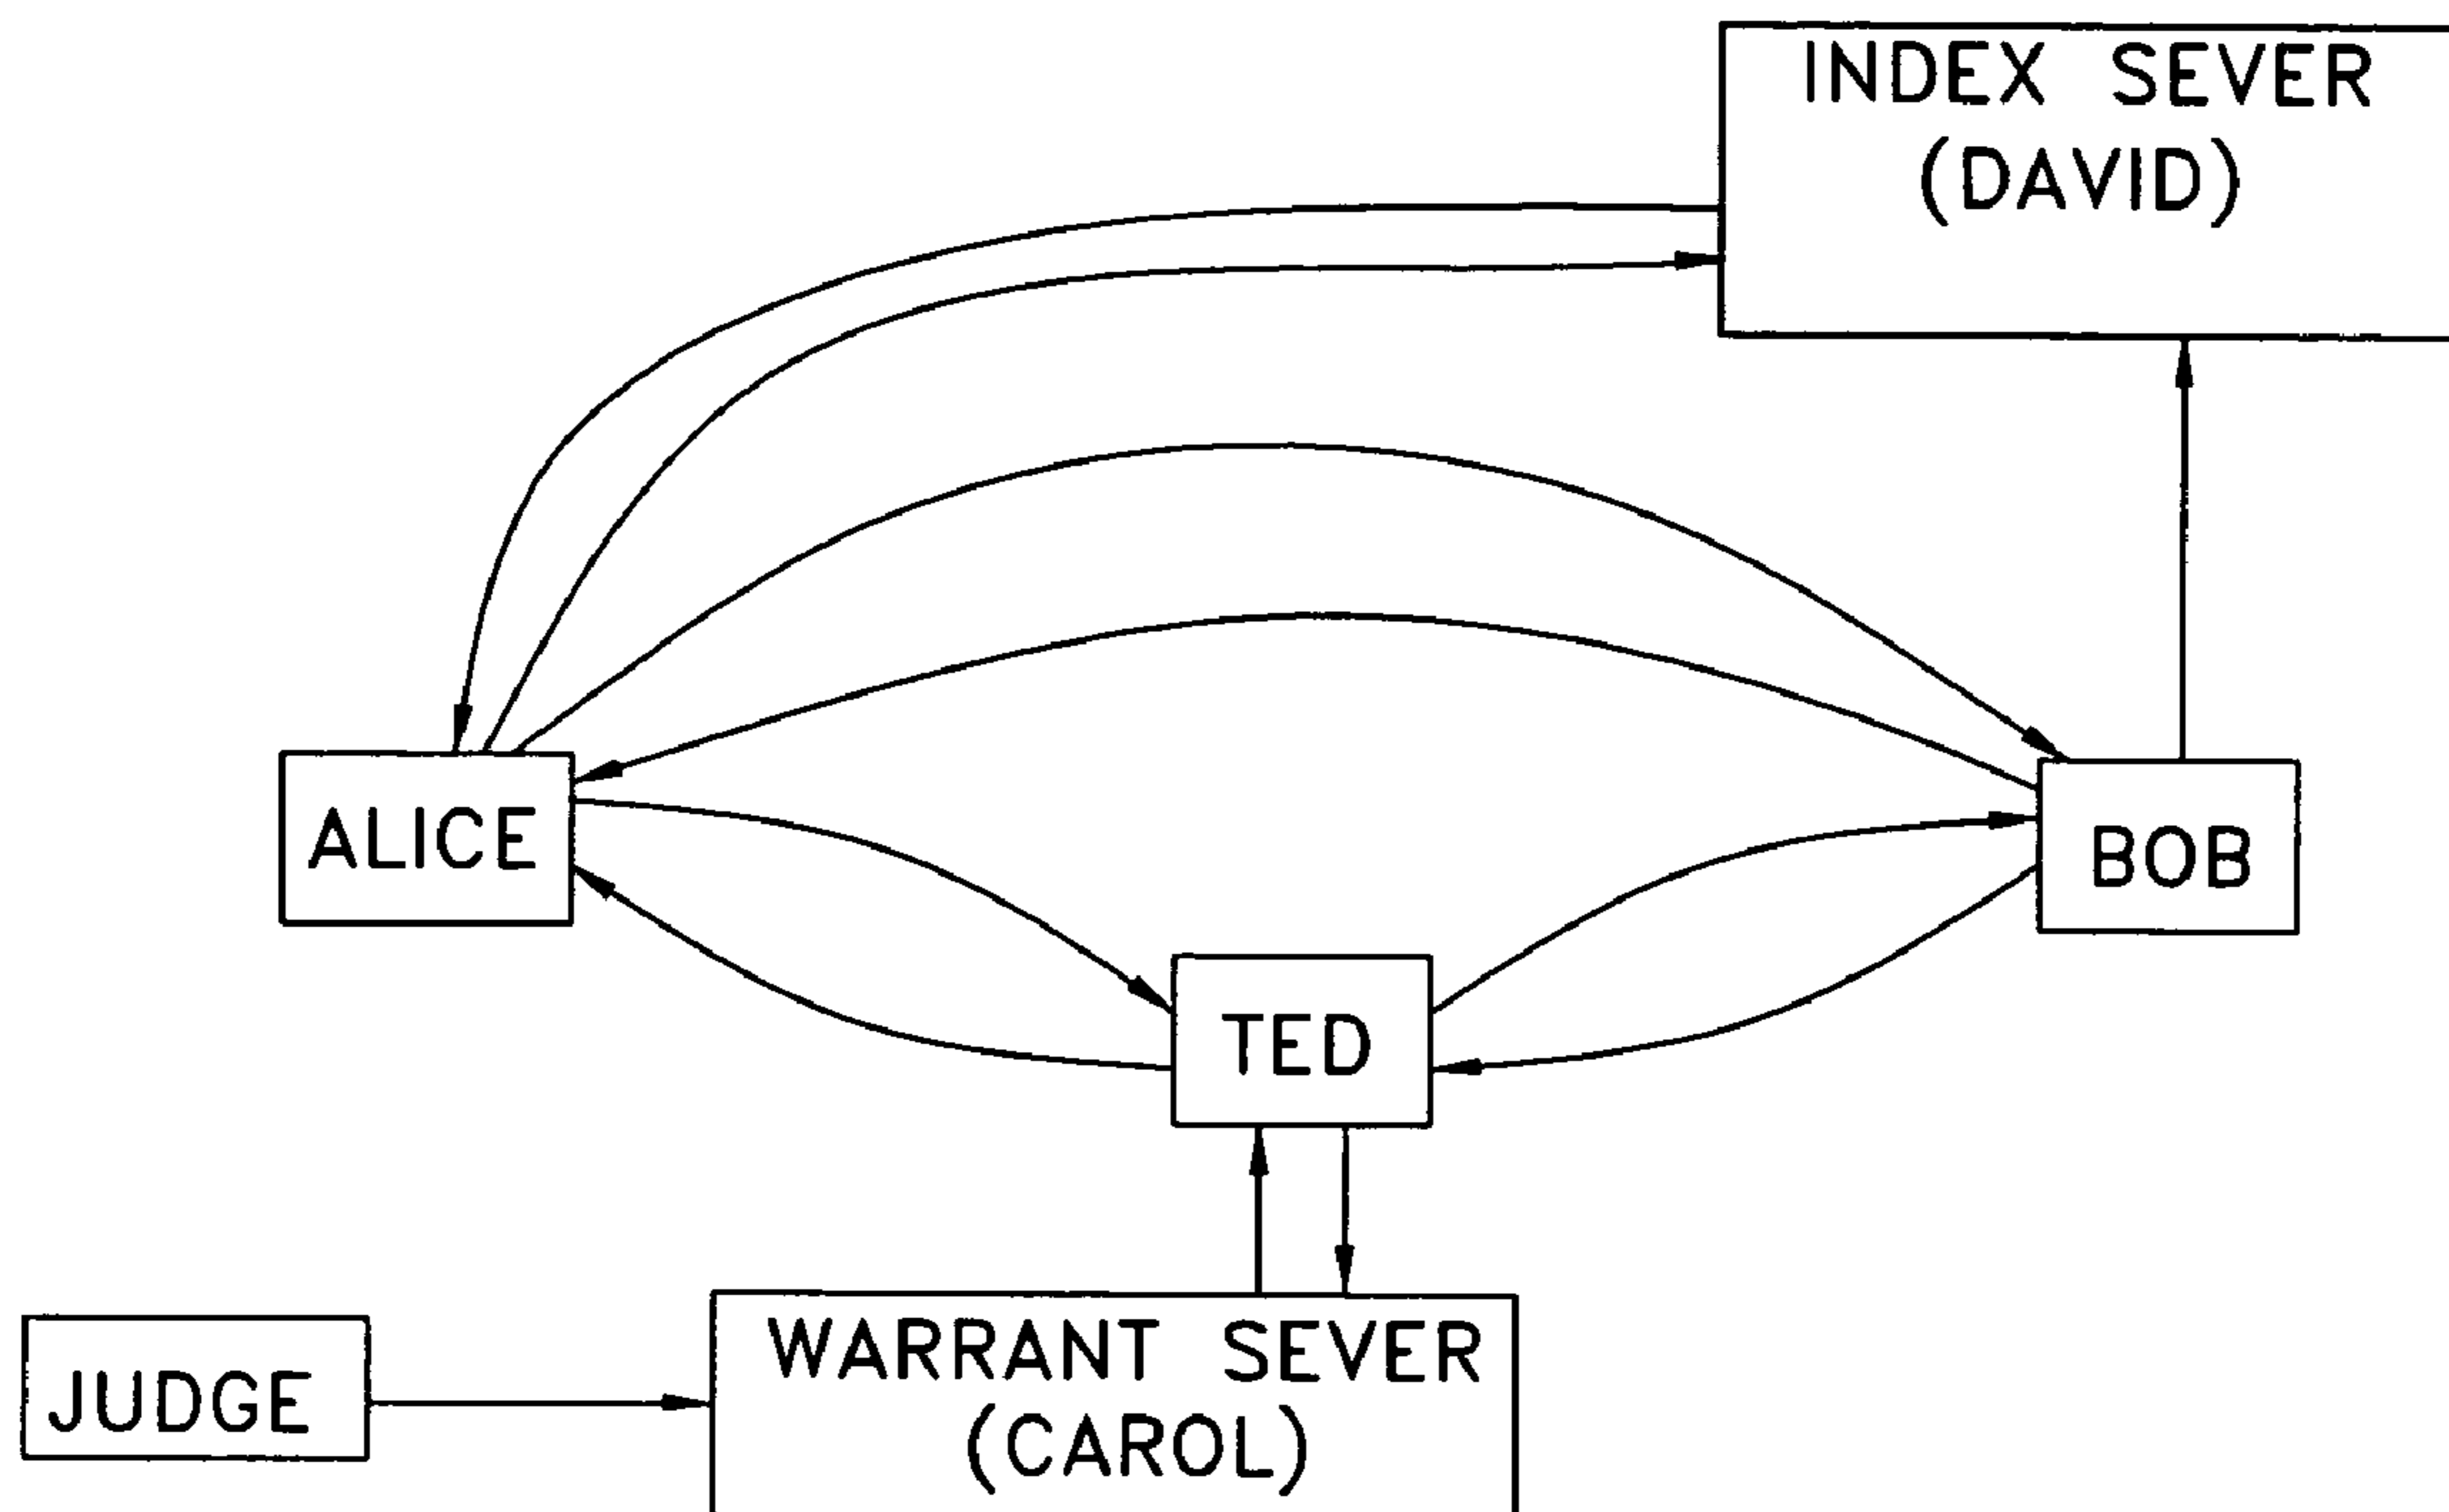 INDEX SEVER
(DAVID)
ALICE
BOB
TED
WARRANT SEVER
(CAROL)
JUDGE